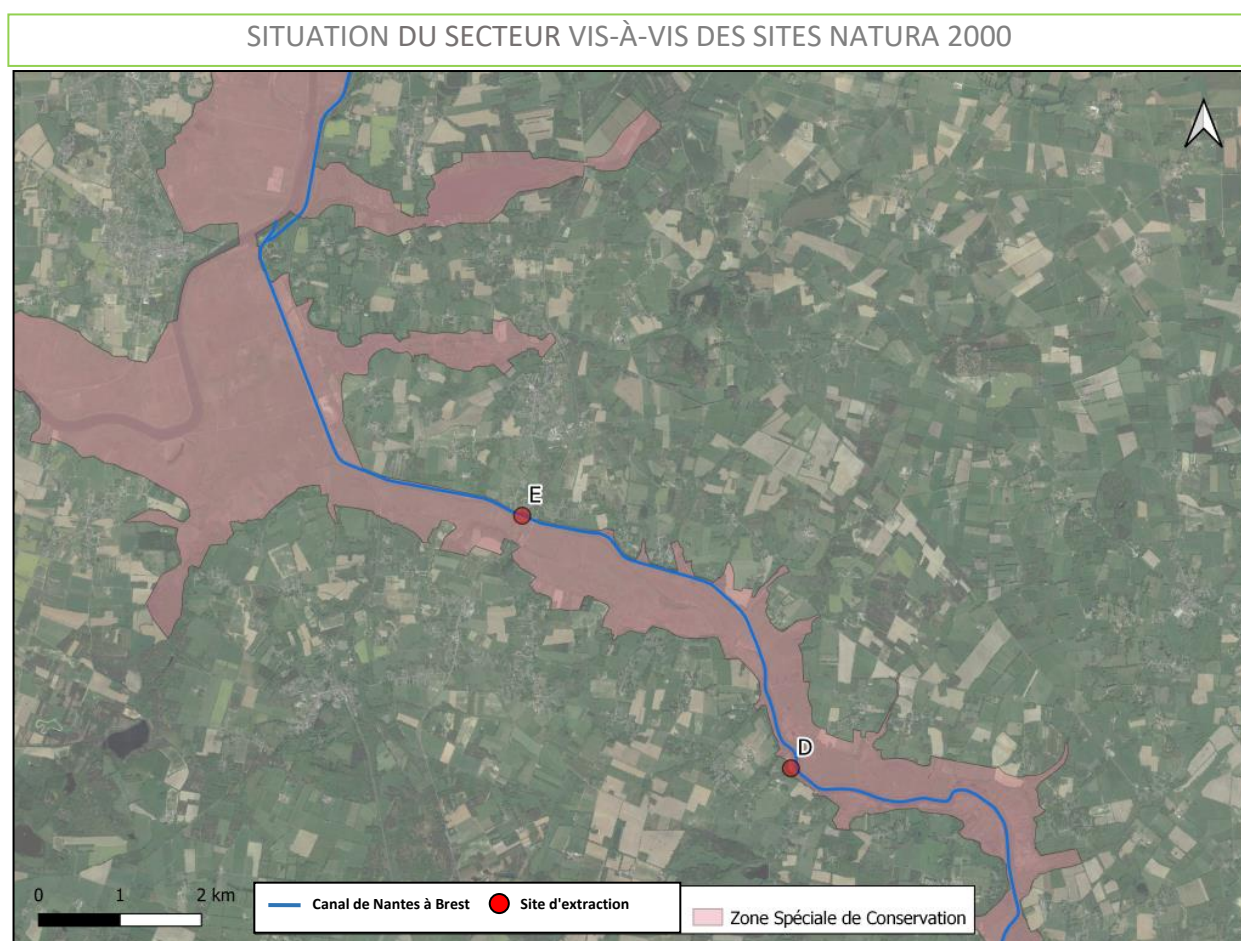 SITUATION DU SECTEUR VIS-À-VIS DES SITES NATURA 2000
E
D
0 1 2 km
Canal de Nantes à Brest Site d'extraction Zone Spéciale de Conservation